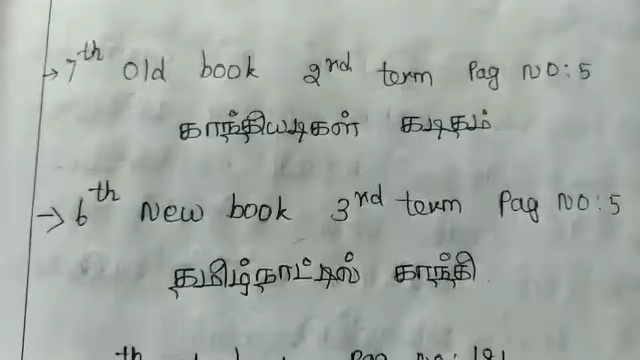 → 7th old book 2nd term Pag NO: 5
காந்தியடிகள் கடிதம்
→ 6th New book 3rd term Pag NO: 5
தமிழ்நாட்டில் காந்தி